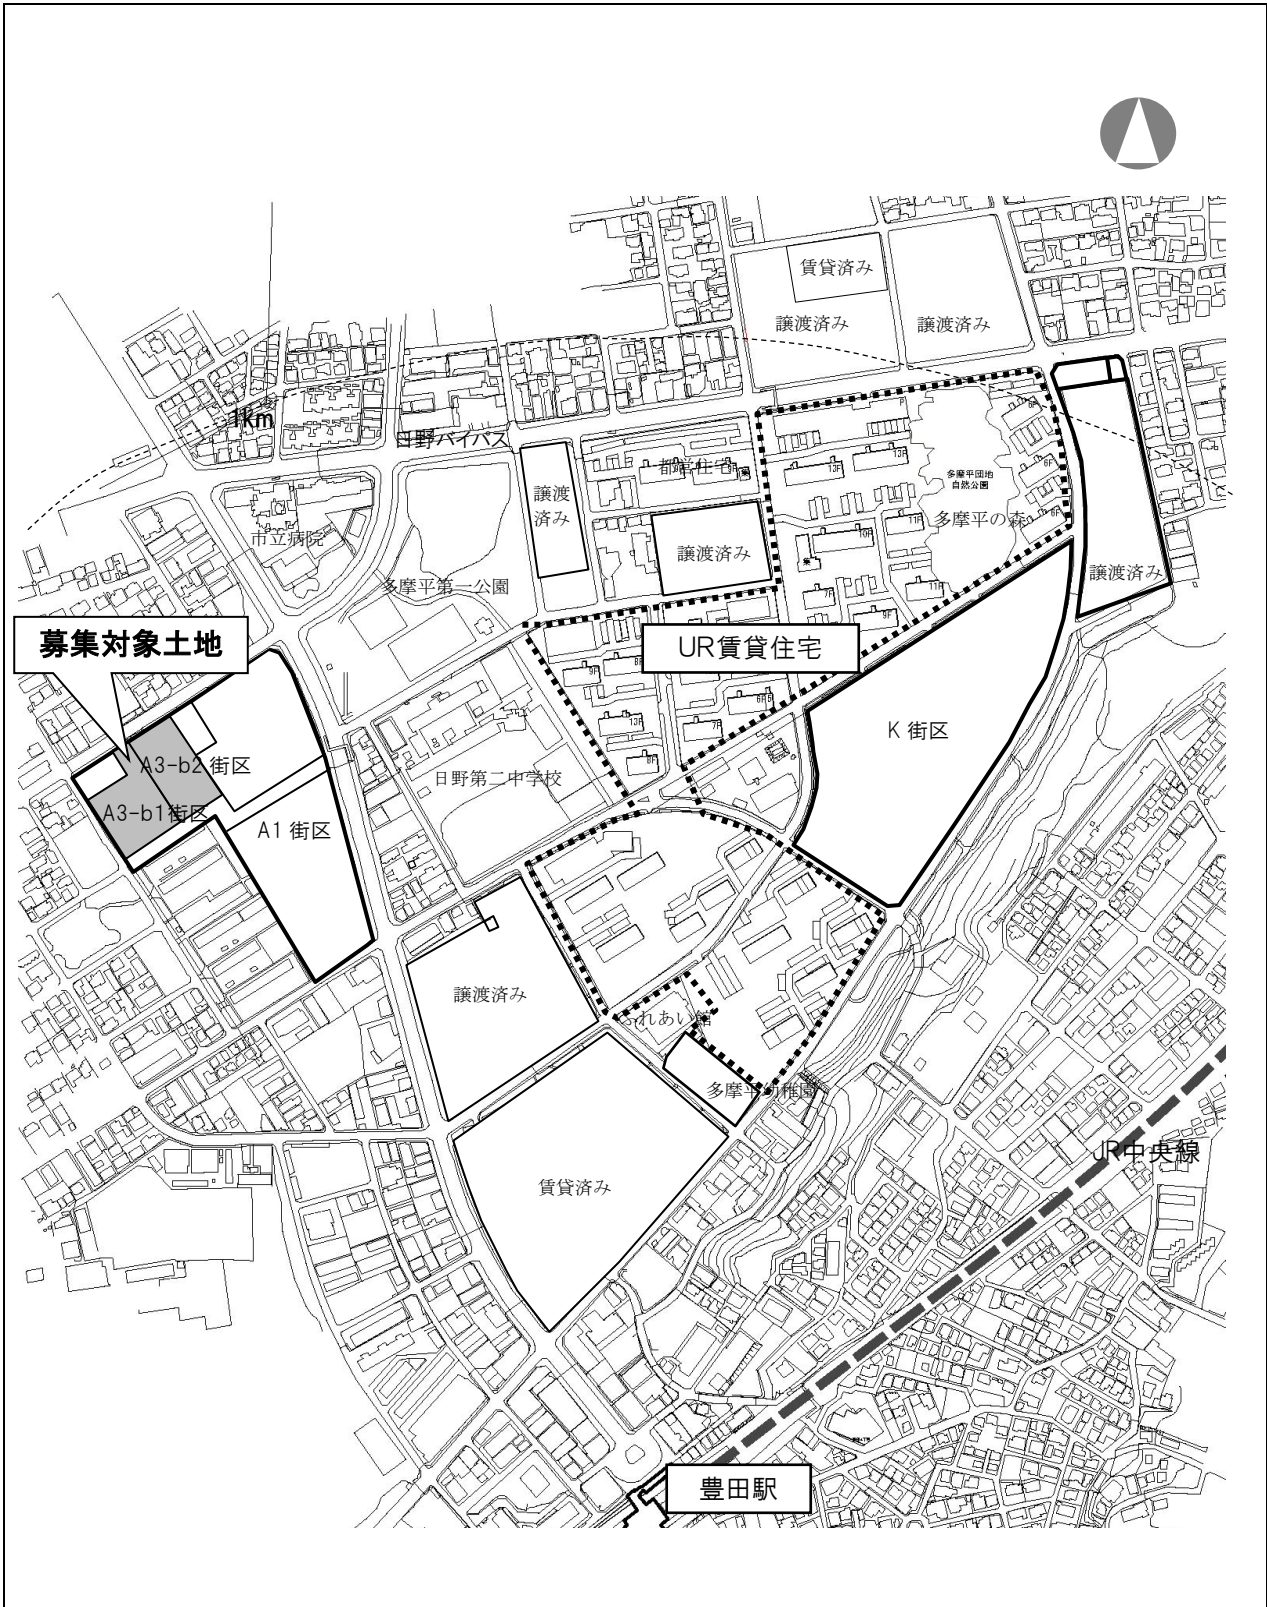 賃貸済み
譲渡済み
譲渡済み
1km
日野バイパス
都営住宅
譲渡
済み
多摩平団地
自然公園
多摩平の森
市立病院
譲渡済み
譲渡済み
多摩平第一公園
募集対象土地
UR賃貸住宅
K 街区
A3-b2 街区
日野第二中学校
A3-b1街区
A1 街区
譲渡済み
ふれあい館
多摩平幼稚園
JR中央線
賃貸済み
豊田駅